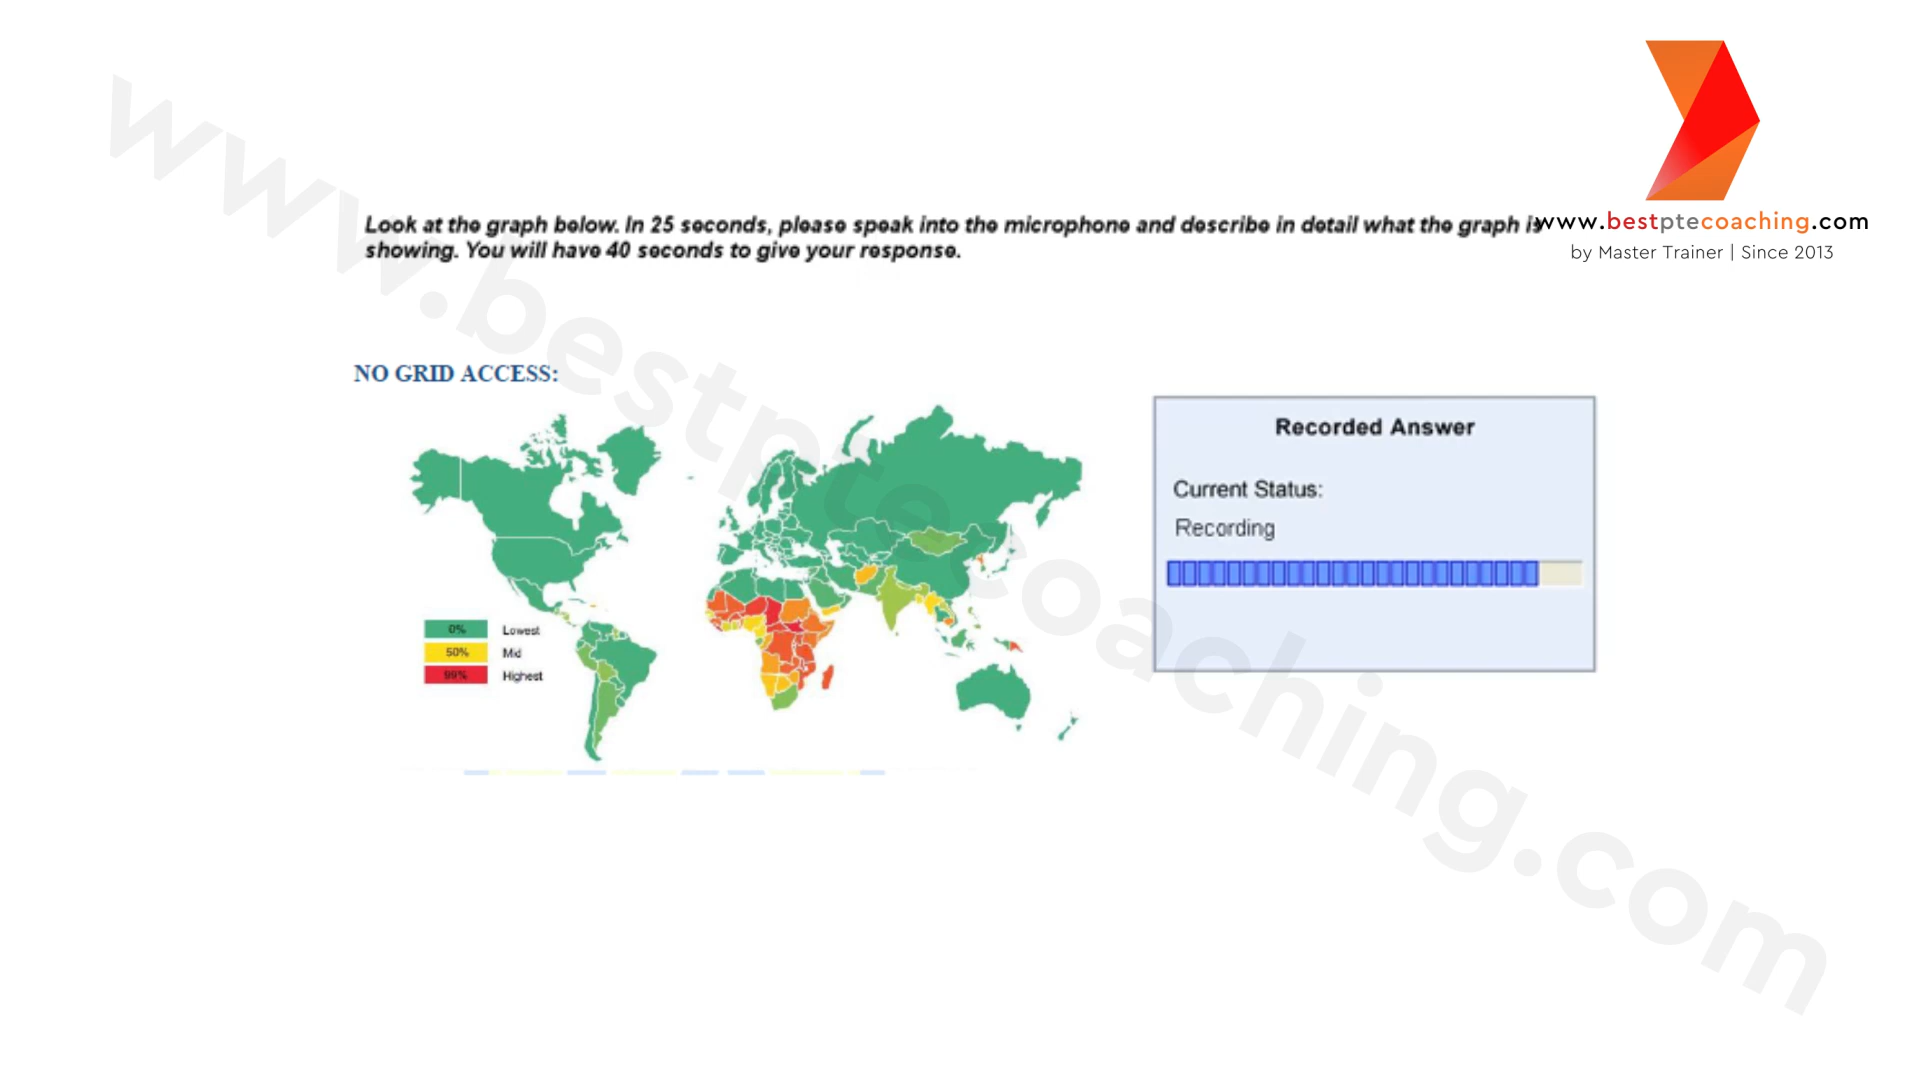 www.bestptecoaching.com
Look at the graph below. In 25 seconds, please speak into the microphone and describe in detail what the graph is
showing. You will have 40 seconds to give your response.
www.bestptecoaching.com
by Master Trainer | Since 2013
NO GRID ACCESS:
Recorded Answer
Current Status:
Recording
0% Lowest
50% Mid
99% Highest